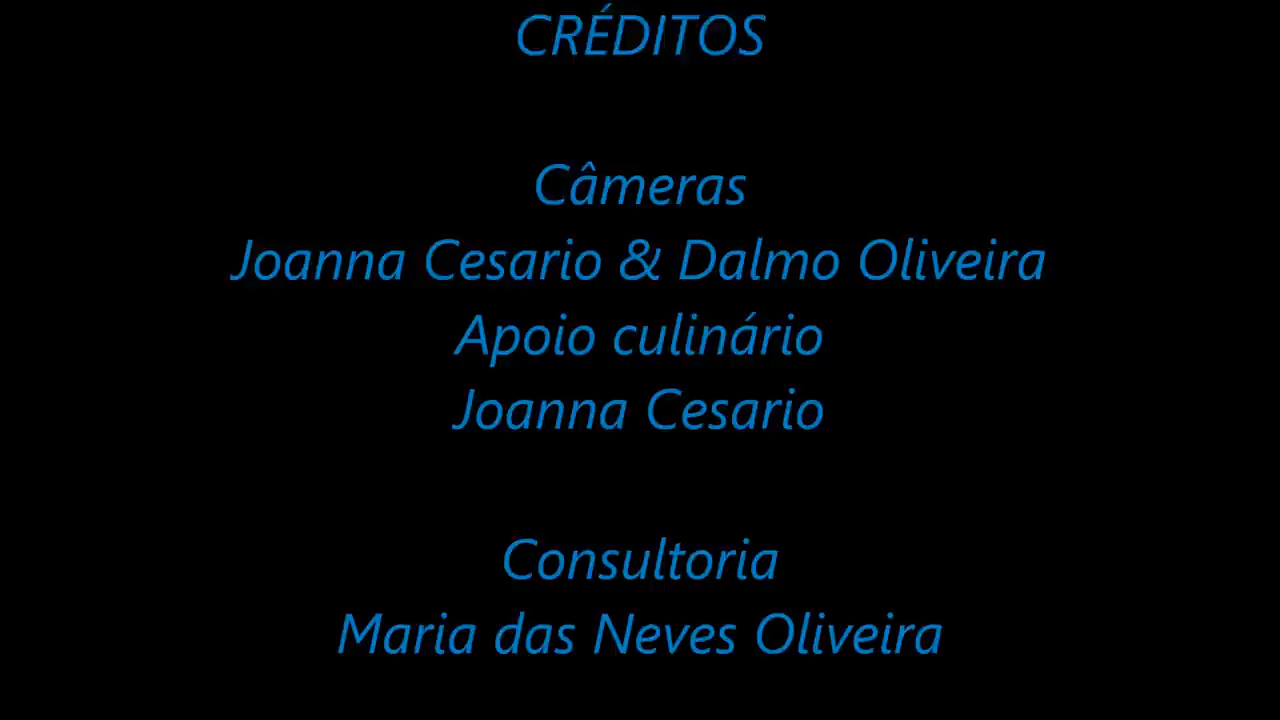 CRÉDITOS
Câmeras
Joanna Cesario & Dalmo Oliveira
Apoio culinário
Joanna Cesario
Consultoria
Maria das Neves Oliveira